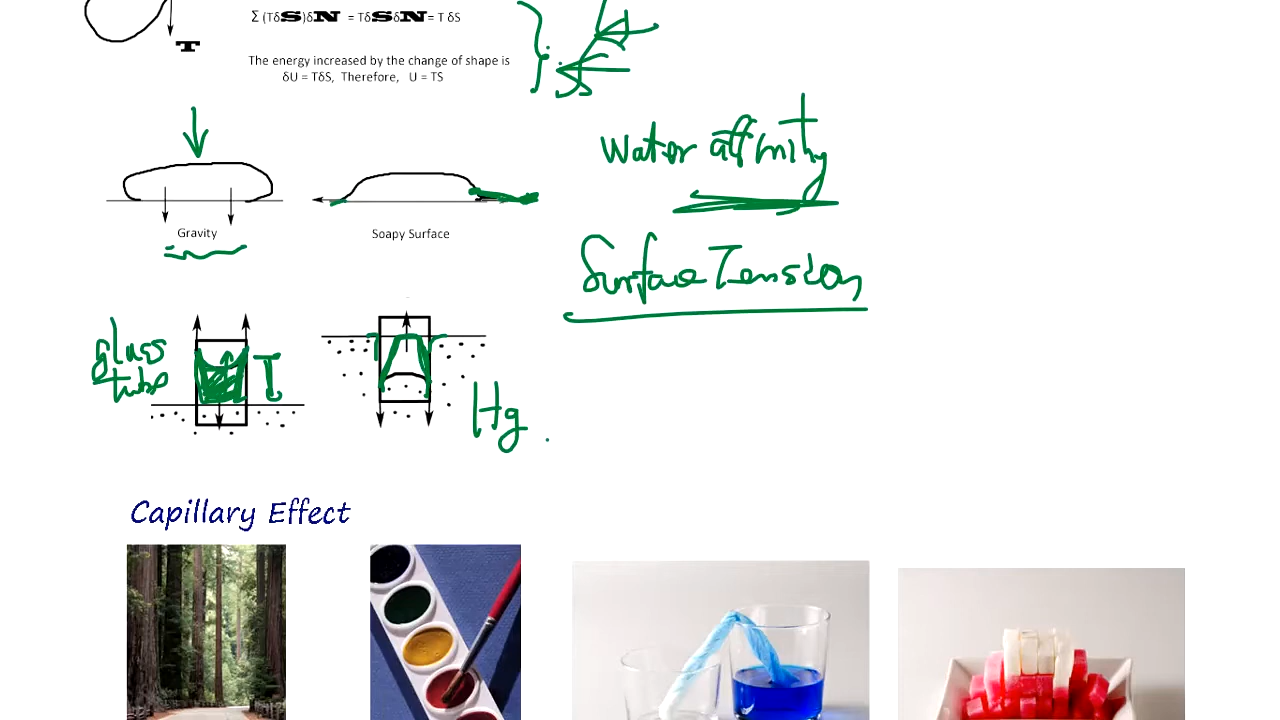 Σ (TδS)δN = TδSδN = T δS
T
The energy increased by the change of shape is
δU = TδS, Therefore, U = TS
δs
Water affinity
Gravity
Soapy Surface
Surface Tension
glass
tube
Hg
Capillary Effect